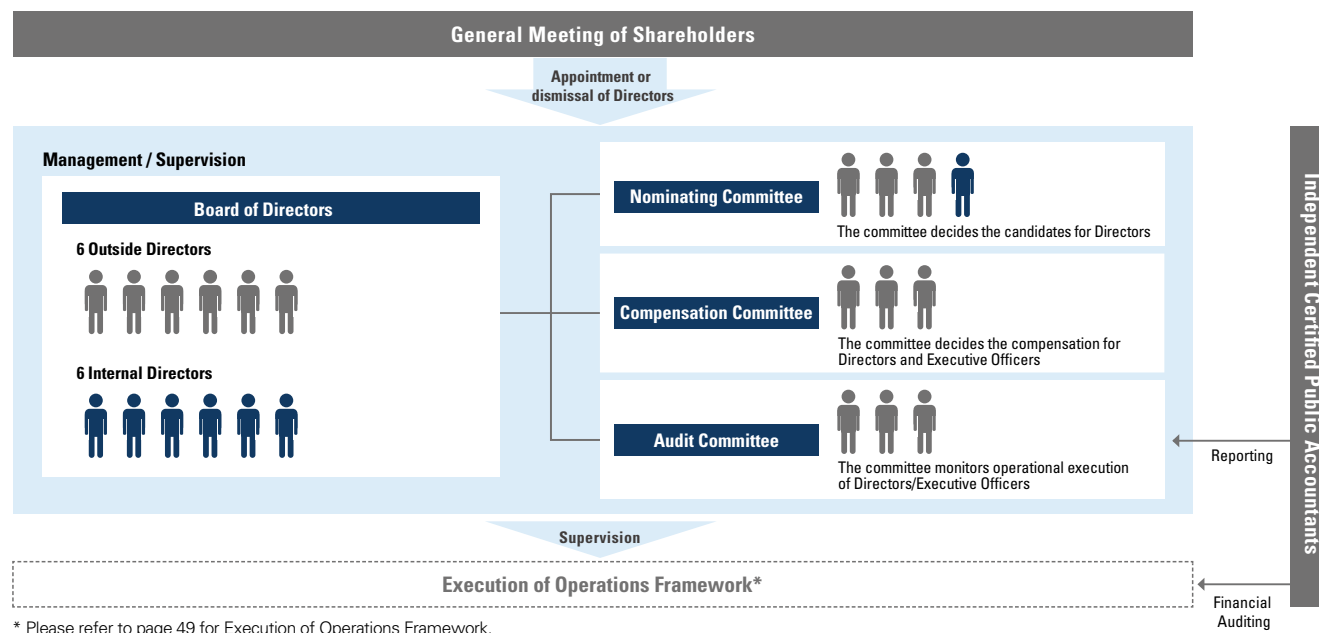 General Meeting of Shareholders
Appointment or
dismissal of Directors
Management / Supervision
Board of Directors
6 Outside Directors
6 Internal Directors
Nominating Committee
The committee decides the candidates for Directors
Compensation Committee
The committee decides the compensation for
Directors and Executive Officers
Audit Committee
The committee monitors operational execution
of Directors/Executive Officers
Independent Certified Public Accountants
Reporting
Supervision
Execution of Operations Framework*
Financial
Auditing
* Please refer to page 49 for Execution of Operations Framework.